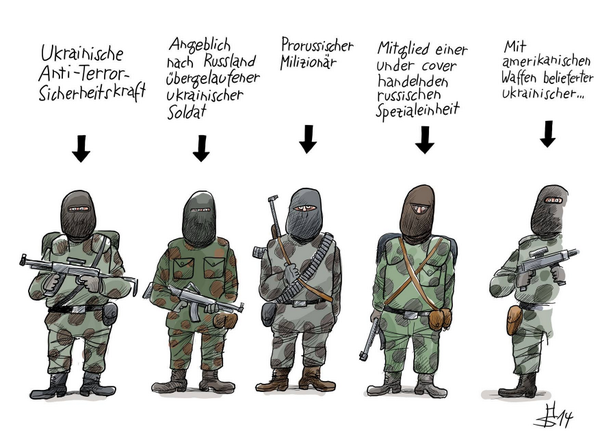 Ukrainische
Anti-Terror-
Sicherheitskraft
Angeblich
nach Russland
übergelaufener
ukrainischer
Soldat
Prorussischer
Milizionär
Mitglied einer
under cover
handelnden
russischen
Spezialeinheit
Mit
amerikanischen
Waffen belieferter
ukrainischer...
14